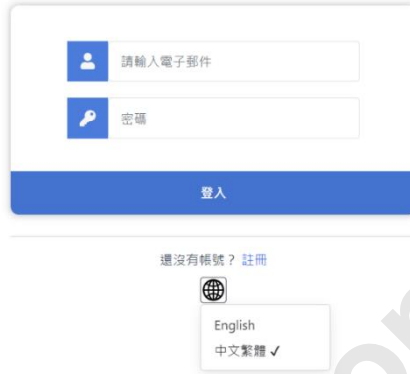 請輸入電子郵件
密碼
登入
還沒有帳號？ 註冊
English
中文繁體 ✓